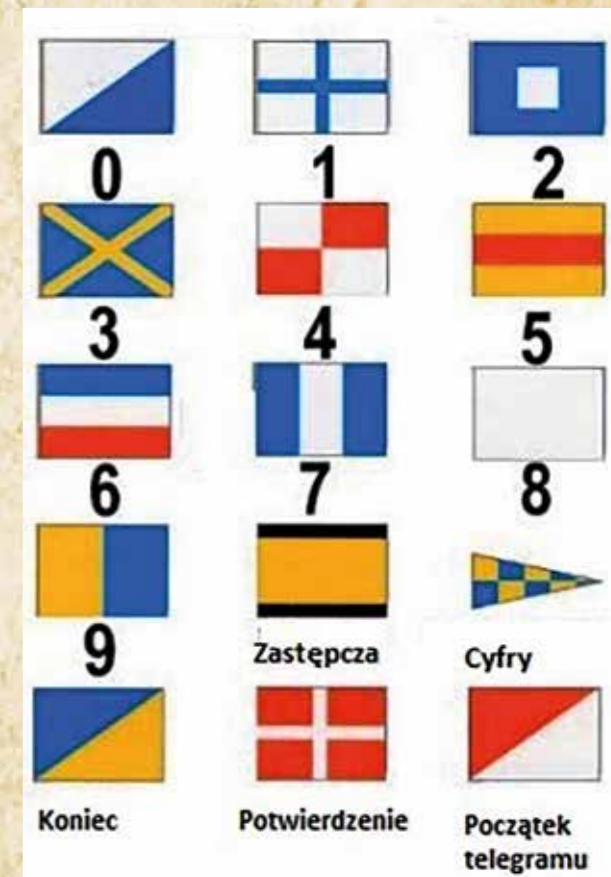 0 1 2
3 4 5
6 7 8
9 Zastępcza Cyfry
Koniec Potwierdzenie Początek
telegramu